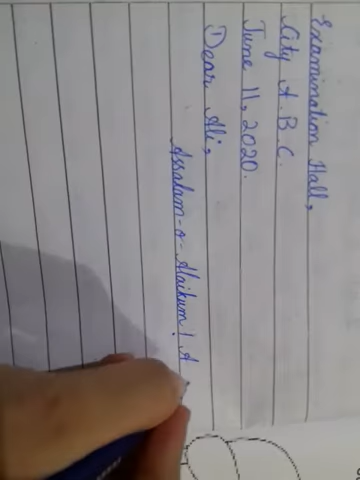 Examination Hall,
City A.B.C.
June 11, 2020.
Dear Ali,
Assalam-o-Alaikum! A